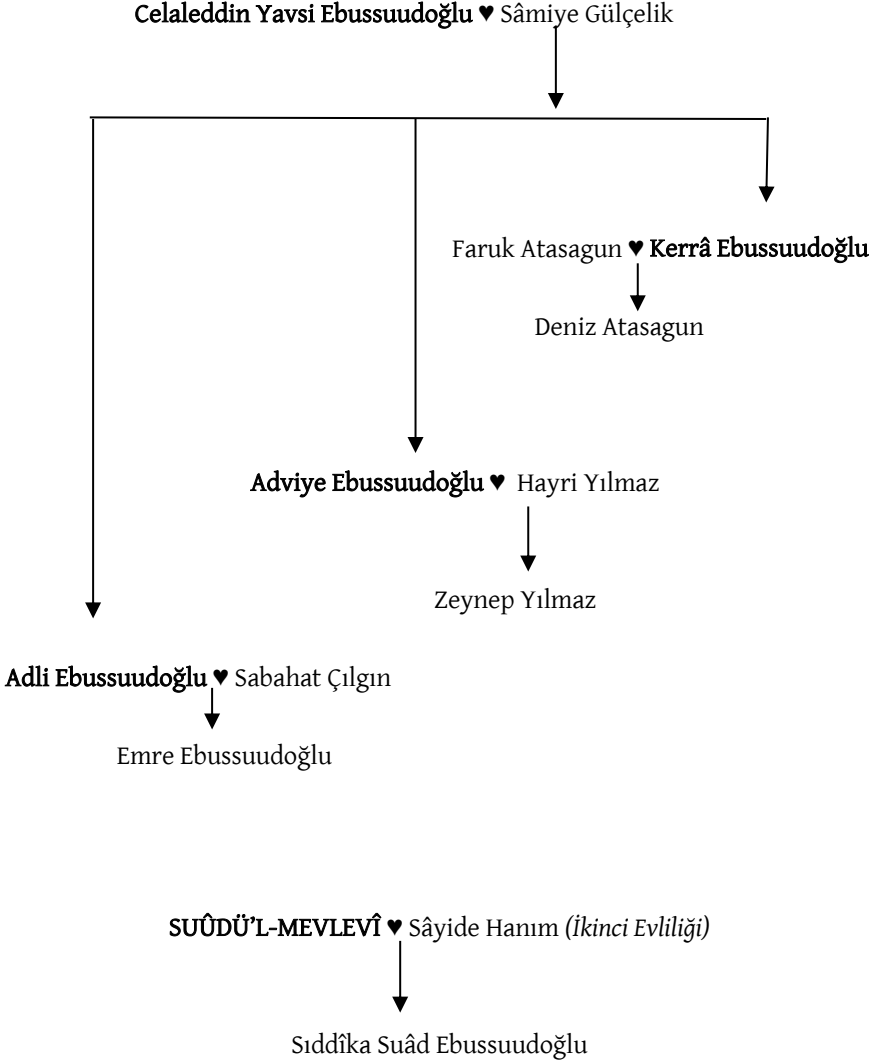 Celaleddin Yavsi Ebussuudoğlu ♥ Sâmiye Gülçelik
Faruk Atasagun ♥ Kerrâ Ebussuudoğlu
Deniz Atasagun
Adviye Ebussuudoğlu ♥ Hayri Yılmaz
Zeynep Yılmaz
Adli Ebussuudoğlu ♥ Sabahat Çılgın
Emre Ebussuudoğlu
SUÛDÜ’L-MEVLEVÎ ♥ Sâyide Hanım (İkinci Evliliği)
Sıddîka Suâd Ebussuudoğlu